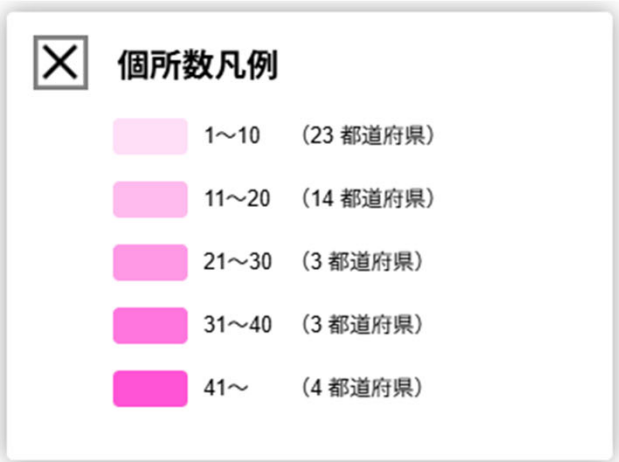 個所数凡例
1～10 （23 都道府県）
11～20 （14 都道府県）
21～30 （3 都道府県）
31～40 （3 都道府県）
41～ （4 都道府県）